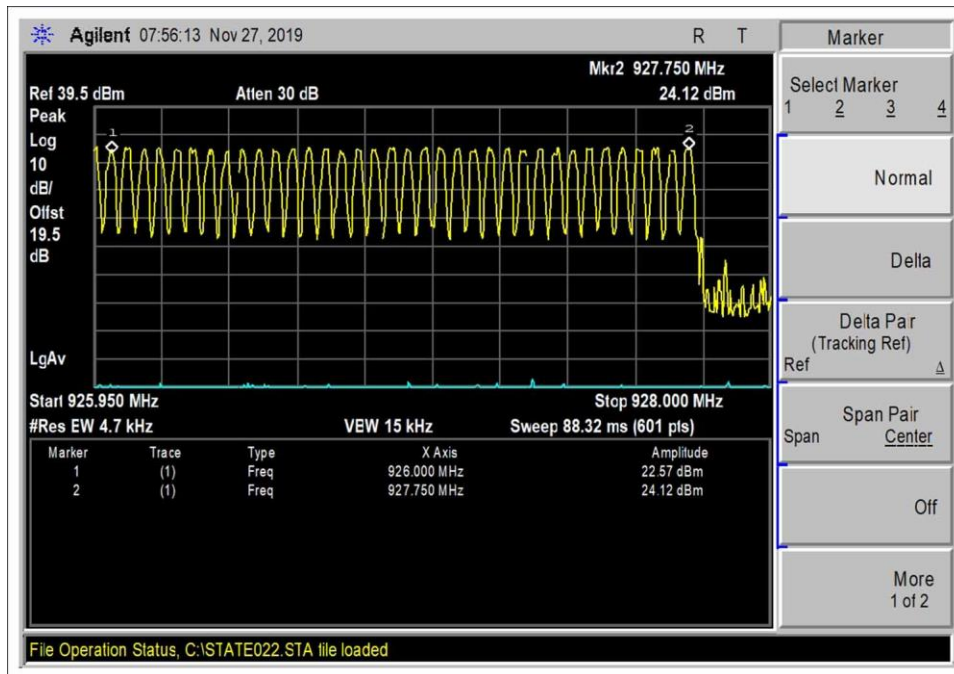 Agilent 07:56:13 Nov 27, 2019 R T
Mkr2 927.750 MHz
Ref 39.5 dBm Atten 30 dB 24.12 dBm
Peak
Log
10
dB/
Offst
19.5
dB
LgAv
1
2
Start 925.950 MHz Stop 928.000 MHz
#Res EW 4.7 kHz VEW 15 kHz Sweep 88.32 ms (601 pts)
Marker Trace Type X Axis Amplitude
1 (1) Freq 926.000 MHz 22.57 dBm
2 (1) Freq 927.750 MHz 24.12 dBm
File Operation Status, C:\STATE022.STA file loaded
Marker
Select Marker
1 2 3 4
Normal
Delta
Delta Pair
(Tracking Ref)
Ref Δ
Span Pair
Span Center
Off
More
1 of 2